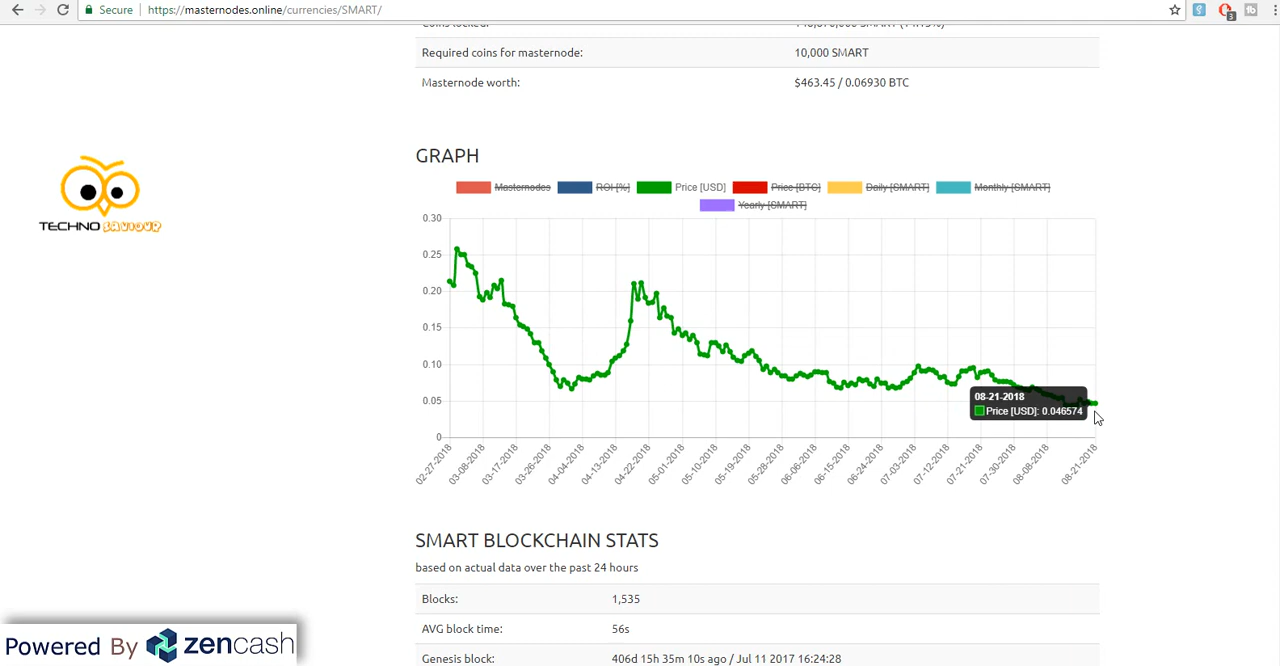 Secure https://masternodes.online/currencies/SMART/
3
Required coins for masternode: 10,000 SMART
Masternode worth: $463.45 / 0.06930 BTC
GRAPH
Masternodes ROI [%] Price [USD] Price [BTC] Daily [SMART] Monthly [SMART]
Yearly [SMART]
TECHNO SAVIOUR
0.30
0.25
0.20
0.15
0.10
0.05
0
08-21-2018
Price [USD]: 0.046574
02-27-2018 03-08-2018 03-17-2018 03-26-2018 04-04-2018 04-13-2018 04-22-2018 05-01-2018 05-10-2018 05-19-2018 05-28-2018 06-06-2018 06-15-2018 06-24-2018 07-03-2018 07-12-2018 07-21-2018 07-30-2018 08-08-2018 08-21-2018
SMART BLOCKCHAIN STATS
based on actual data over the past 24 hours
Blocks: 1,535
AVG block time: 56s
Genesis block: 406d 15h 35m 10s ago / Jul 11 2017 16:24:28
Powered By zencash